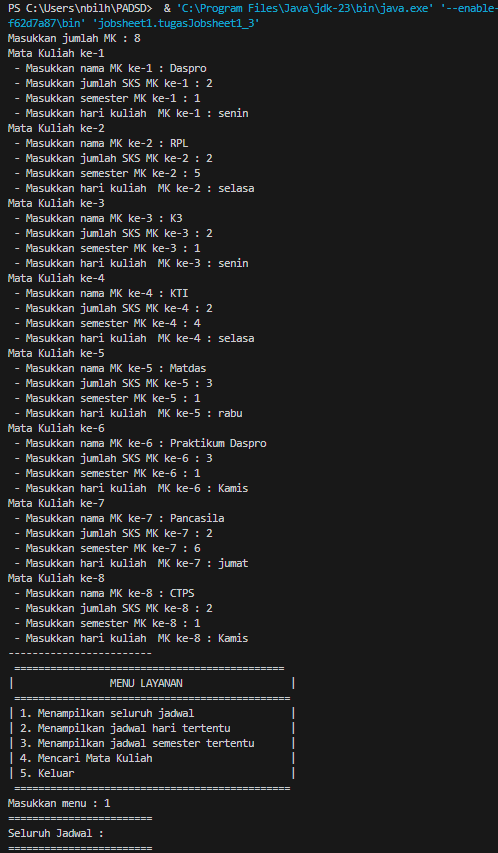 PS C:\Users\nbilh\PADSD>  & 'C:\Program Files\Java\jdk-23\bin\java.exe' '--enable-
f62d7a87\bin' 'jobsheet1.tugasJobsheet1_3'
Masukkan jumlah MK : 8
Mata Kuliah ke-1
 - Masukkan nama MK ke-1 : Daspro
 - Masukkan jumlah SKS MK ke-1 : 2
 - Masukkan semester MK ke-1 : 1
 - Masukkan hari kuliah  MK ke-1 : senin
Mata Kuliah ke-2
 - Masukkan nama MK ke-2 : RPL
 - Masukkan jumlah SKS MK ke-2 : 2
 - Masukkan semester MK ke-2 : 5
 - Masukkan hari kuliah  MK ke-2 : selasa
Mata Kuliah ke-3
 - Masukkan nama MK ke-3 : K3
 - Masukkan jumlah SKS MK ke-3 : 2
 - Masukkan semester MK ke-3 : 1
 - Masukkan hari kuliah  MK ke-3 : senin
Mata Kuliah ke-4
 - Masukkan nama MK ke-4 : KTI
 - Masukkan jumlah SKS MK ke-4 : 2
 - Masukkan semester MK ke-4 : 4
 - Masukkan hari kuliah  MK ke-4 : selasa
Mata Kuliah ke-5
 - Masukkan nama MK ke-5 : Matdas
 - Masukkan jumlah SKS MK ke-5 : 3
 - Masukkan semester MK ke-5 : 1
 - Masukkan hari kuliah  MK ke-5 : rabu
Mata Kuliah ke-6
 - Masukkan nama MK ke-6 : Praktikum Daspro
 - Masukkan jumlah SKS MK ke-6 : 3
 - Masukkan semester MK ke-6 : 1
 - Masukkan hari kuliah  MK ke-6 : Kamis
Mata Kuliah ke-7
 - Masukkan nama MK ke-7 : Pancasila
 - Masukkan jumlah SKS MK ke-7 : 2
 - Masukkan semester MK ke-7 : 6
 - Masukkan hari kuliah  MK ke-7 : jumat
Mata Kuliah ke-8
 - Masukkan nama MK ke-8 : CTPS
 - Masukkan jumlah SKS MK ke-8 : 2
 - Masukkan semester MK ke-8 : 1
 - Masukkan hari kuliah  MK ke-8 : Kamis
------------------------
 =============================================
|                MENU LAYANAN                  |
 ==============================================
| 1. Menampilkan seluruh jadwal                |
| 2. Menampilkan jadwal hari tertentu          |
| 3. Menampilkan jadwal semester tertentu      |
| 4. Mencari Mata Kuliah                       |
| 5. Keluar                                    |
 ==============================================
Masukkan menu : 1
========================
Seluruh Jadwal :
========================